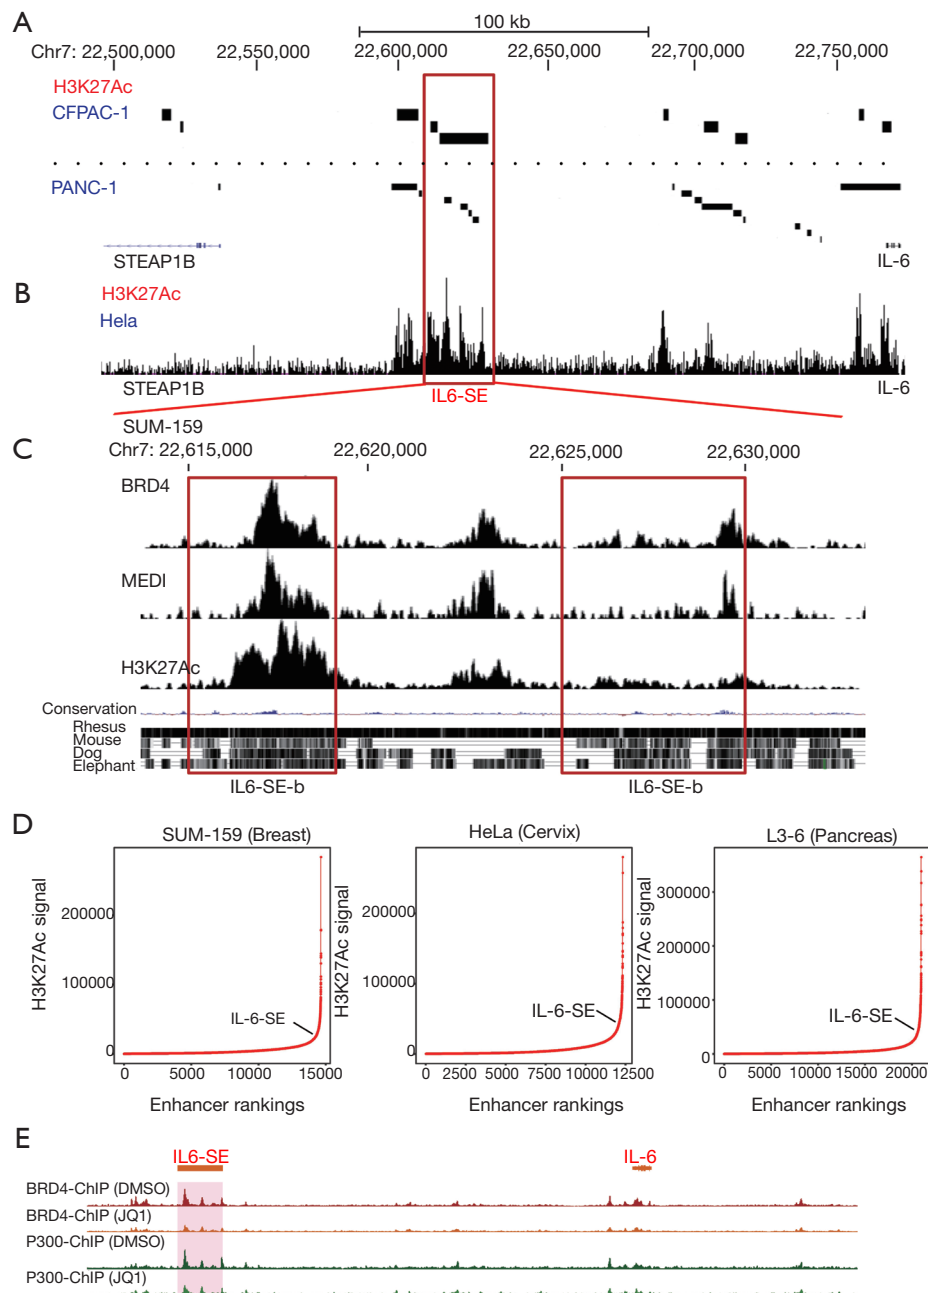 A
100 kb
Chr7: 22,500,000 22,550,000 22,600,000 22,650,000 22,700,000 22,750,000
H3K27Ac
CFPAC-1
PANC-1
STEAP1B IL-6
B
H3K27Ac
Hela
STEAP1B IL-6
IL6-SE
SUM-159
C
Chr7: 22,615,000 22,620,000 22,625,000 22,630,000
BRD4
MEDI
H3K27Ac
Conservation
Rhesus
Mouse
Dog
Elephant
IL6-SE-b IL6-SE-b
D
SUM-159 (Breast) HeLa (Cervix) L3-6 (Pancreas)
H3K27Ac signal
200000
100000
0
IL-6-SE
0 5000 10000 15000
Enhancer rankings
H3K27Ac signal
200000
100000
0
IL-6-SE
0 2500 5000 7500 10000 12500
Enhancer rankings
H3K27Ac signal
300000
200000
100000
0
IL-6-SE
0 5000 10000 15000 20000
Enhancer rankings
E
IL6-SE IL-6
BRD4-ChIP (DMSO)
BRD4-ChIP (JQ1)
P300-ChIP (DMSO)
P300-ChIP (JQ1)